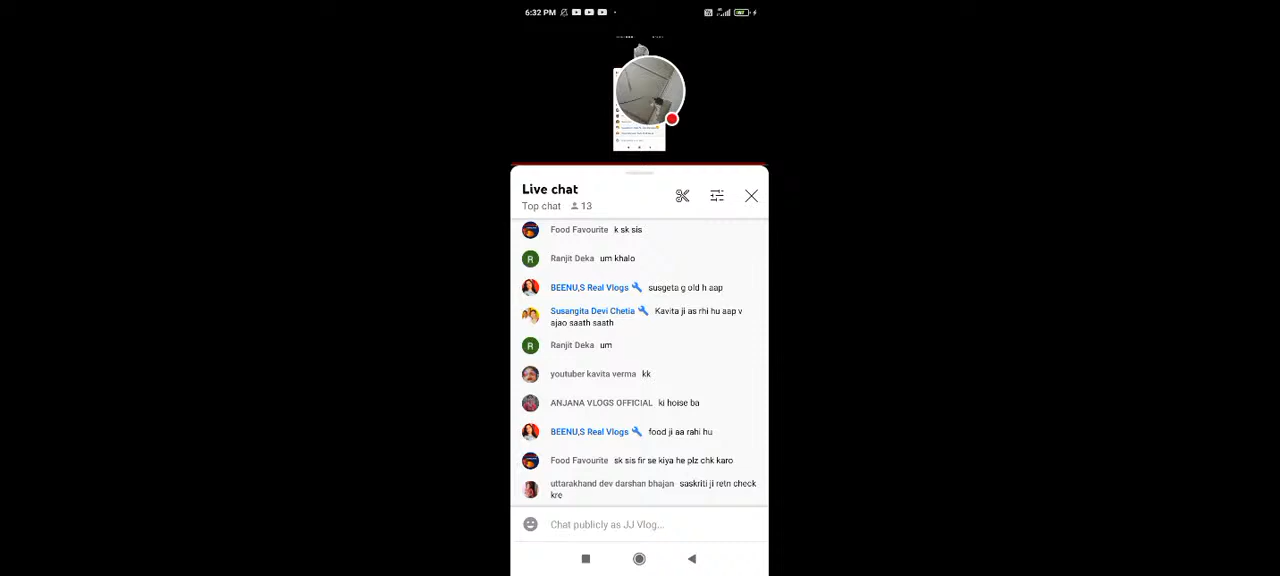 6:32 PM
Live chat
Top chat 13
Food Favourite k sk sis
Ranjit Deka um khalo
BEENU,S Real Vlogs susgeta g old h aap
Susangita Devi Chetia Kavita ji as rhi hu aap v
ajao saath saath
Ranjit Deka um
youtuber kavita verma kk
ANJANA VLOGS OFFICIAL ki hoise ba
BEENU,S Real Vlogs food ji aa rahi hu
Food Favourite sk sis fir se kiya he plz chk karo
uttarakhand dev darshan bhajan saskriti ji retn check
kre
Chat publicly as JJ Vlog...